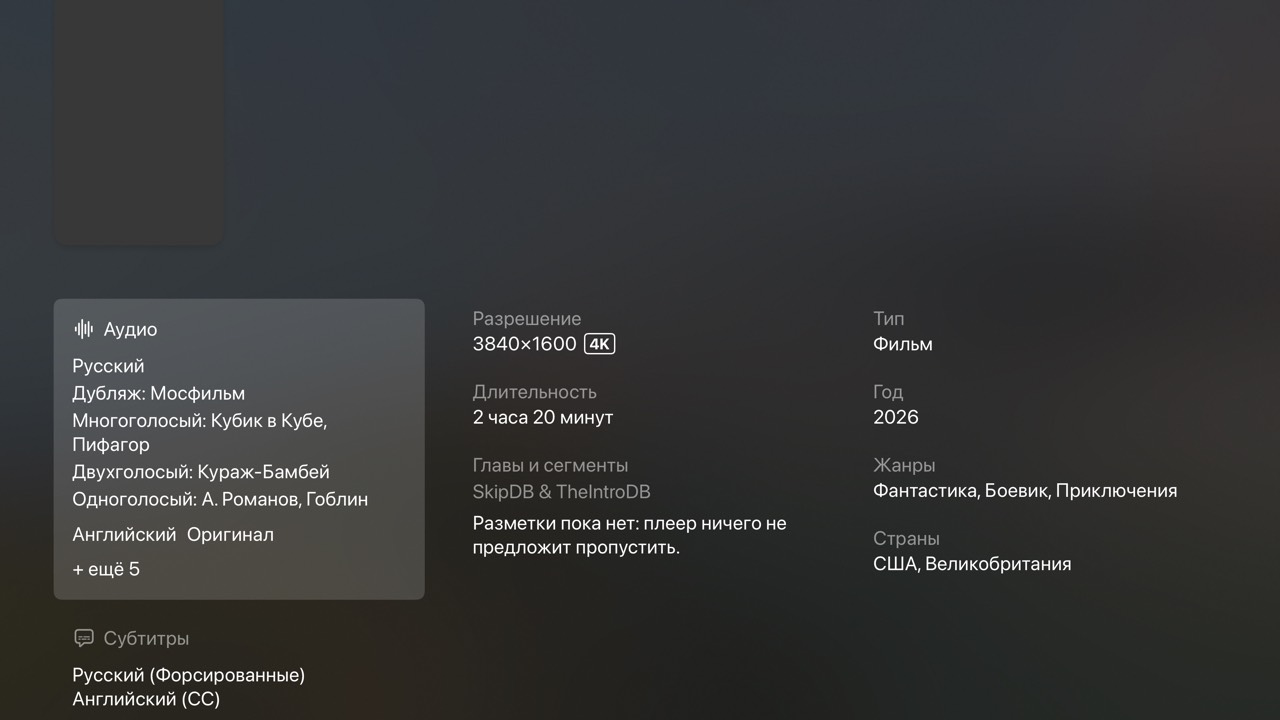 Аудио
Русский
Дубляж: Мосфильм
Многоголосый: Кубик в Кубе,
Пифагор
Двухголосый: Кураж-Бамбей
Одноголосый: А. Романов, Гоблин
Английский Оригинал
+ ещё 5
Субтитры
Русский (Форсированные)
Английский (CC)
Разрешение
3840×1600 4K
Длительность
2 часа 20 минут
Главы и сегменты
SkipDB & TheIntroDB
Разметки пока нет: плеер ничего не
предложит пропустить.
Тип
Фильм
Год
2026
Жанры
Фантастика, Боевик, Приключения
Страны
США, Великобритания